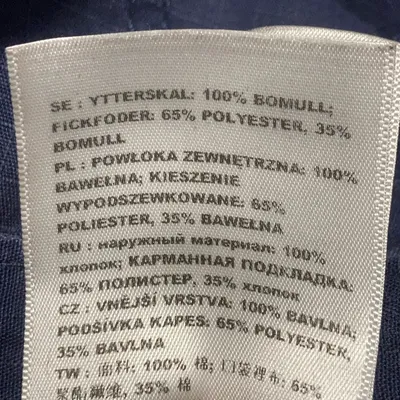 SE : YTTERSKAL: 100% BOMULL;
FICKFODER: 65% POLYESTER, 35%
BOMULL
PL : POWŁOKA ZEWNĘTRZNA: 100%
BAWEŁNA; KIESZENIE
WYPODSZEWKOWANE: 65%
POLIESTER, 35% BAWEŁNA
RU : наружный материал: 100%
хлопок; КАРМАННАЯ ПОДКЛАДКА:
65% ПОЛИСТЕР, 35% хлопок
CZ : VNĚJŠÍ VRSTVA: 100% BAVLNA;
PODŠÍVKA KAPES: 65% POLYESTER,
35% BAVLNA
TW : 面料: 100% 棉; 口袋裡布: 65%
聚酯纖維, 35% 棉